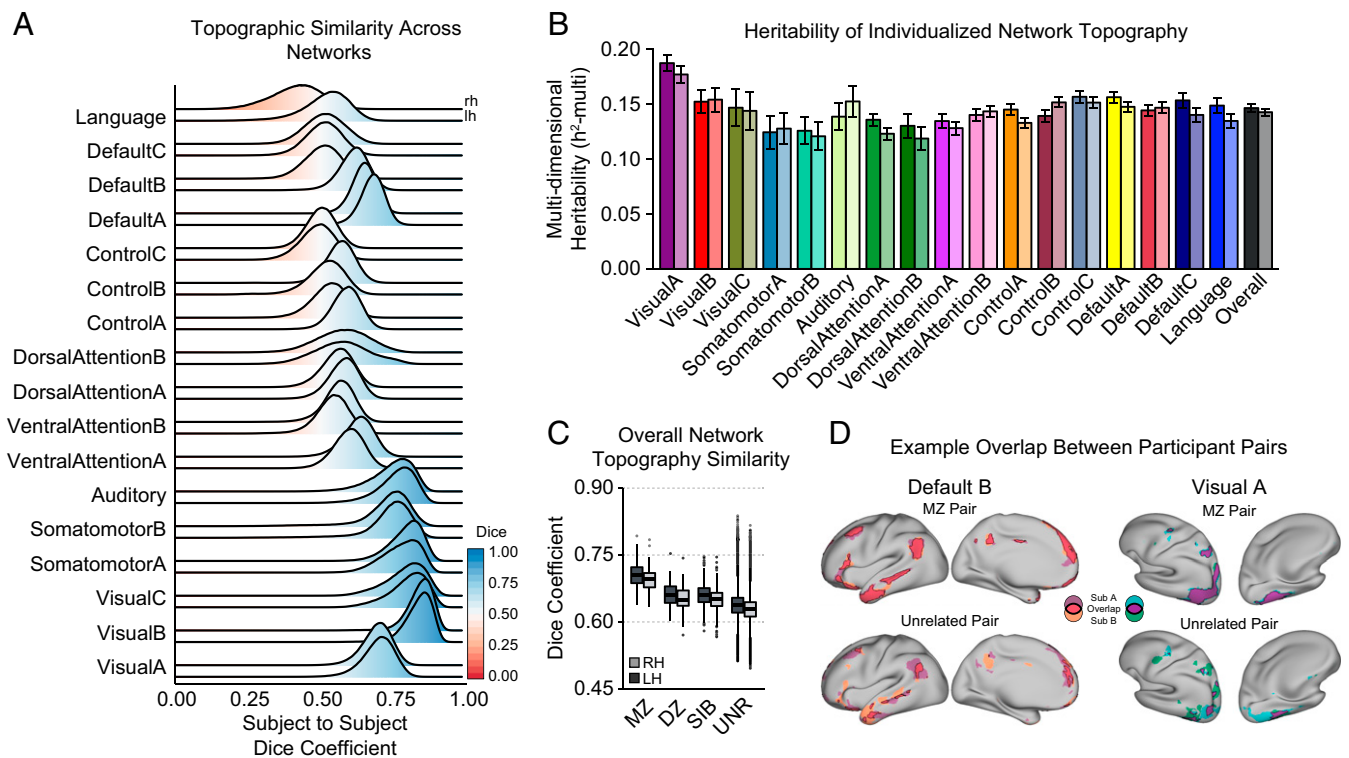 A
Topographic Similarity Across
Networks
rh
lh
Language
DefaultC
DefaultB
DefaultA
ControlC
ControlB
ControlA
DorsalAttentionB
DorsalAttentionA
VentralAttentionB
VentralAttentionA
Auditory
SomatomotorB
SomatomotorA
VisualC
VisualB
VisualA
Dice
1.00
0.75
0.50
0.25
0.00
0.00
0.25
0.50
0.75
1.00
Subject to Subject
Dice Coefficient
B
Heritability of Individualized Network Topography
Multi-dimensional
Heritability (h²-multi)
0.20
0.15
0.10
0.05
0.00
VisualA
VisualB
VisualC
SomatomotorA
SomatomotorB
Auditory
DorsalAttentionA
DorsalAttentionB
VentralAttentionA
VentralAttentionB
ControlA
ControlB
ControlC
DefaultA
DefaultB
DefaultC
Language
Overall
C
Overall Network
Topography Similarity
Dice Coefficient
0.90
0.75
0.60
0.45
RH
LH
MZ
DZ
SIB
UNR
D
Example Overlap Between Participant Pairs
Default B
MZ Pair
Visual A
MZ Pair
Sub A
Overlap
Sub B
Unrelated Pair
Unrelated Pair